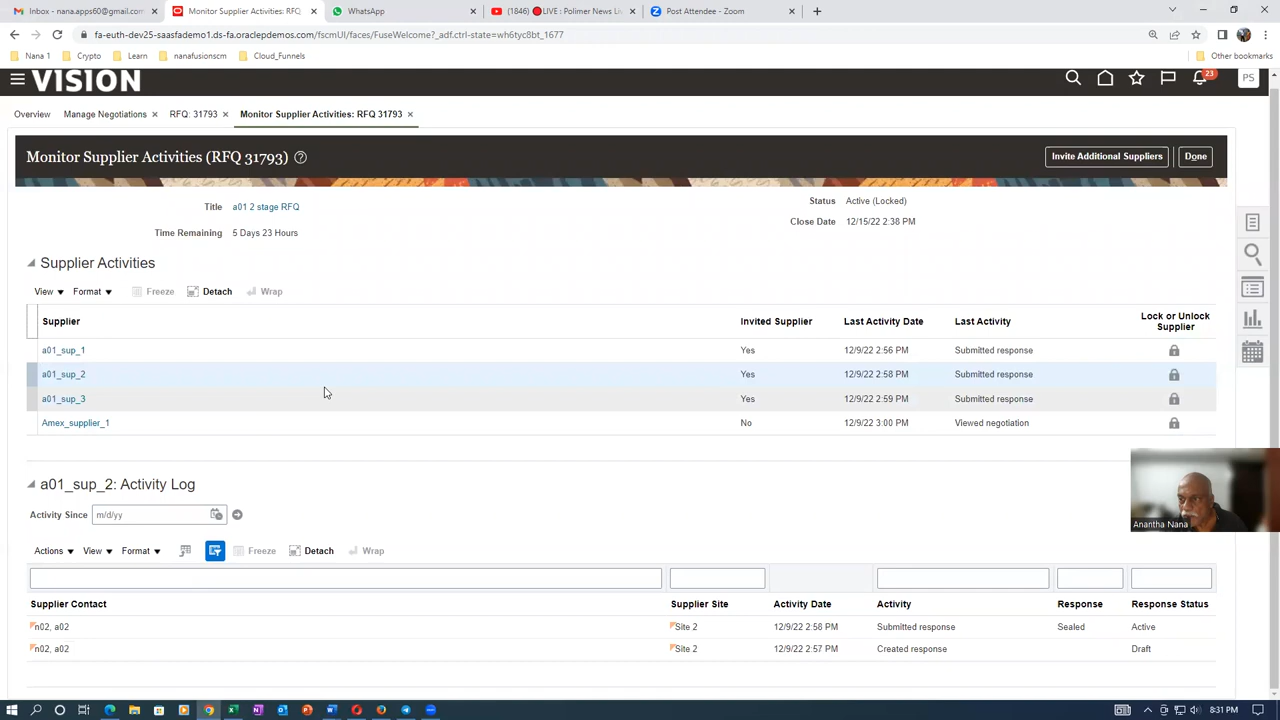 Inbox - nana.apps60@gmail.com
Monitor Supplier Activities: RFQ
WhatsApp
(1846) 🔴LIVE : Polimer News Li
Post Attendee - Zoom
fa-euth-dev25-saasfademo1.ds-fa.oraclepdemos.com/fscmUI/faces/FuseWelcome?_adf.ctrl-state=wh6tyc8bt_1677
Nana 1 Crypto Learn nanafusionscm Cloud_Funnels Other bookmarks
VISION 23 PS
Overview Manage Negotiations RFQ: 31793 Monitor Supplier Activities: RFQ 31793
Monitor Supplier Activities (RFQ 31793) Invite Additional Suppliers Done
Title a01 2 stage RFQ Status Active (Locked)
Close Date 12/15/22 2:38 PM
Time Remaining 5 Days 23 Hours
Supplier Activities
View Format Freeze Detach Wrap
Supplier Invited Supplier Last Activity Date Last Activity Lock or Unlock Supplier
a01_sup_1 Yes 12/9/22 2:56 PM Submitted response
a01_sup_2 Yes 12/9/22 2:58 PM Submitted response
a01_sup_3 Yes 12/9/22 2:59 PM Submitted response
Amex_supplier_1 No 12/9/22 3:00 PM Viewed negotiation
a01_sup_2: Activity Log
Activity Since m/d/yy
Anantha Nana
Actions View Format Freeze Detach Wrap
Supplier Contact Supplier Site Activity Date Activity Response Response Status
n02, a02 Site 2 12/9/22 2:58 PM Submitted response Sealed Active
n02, a02 Site 2 12/9/22 2:57 PM Created response Draft
8:31 PM